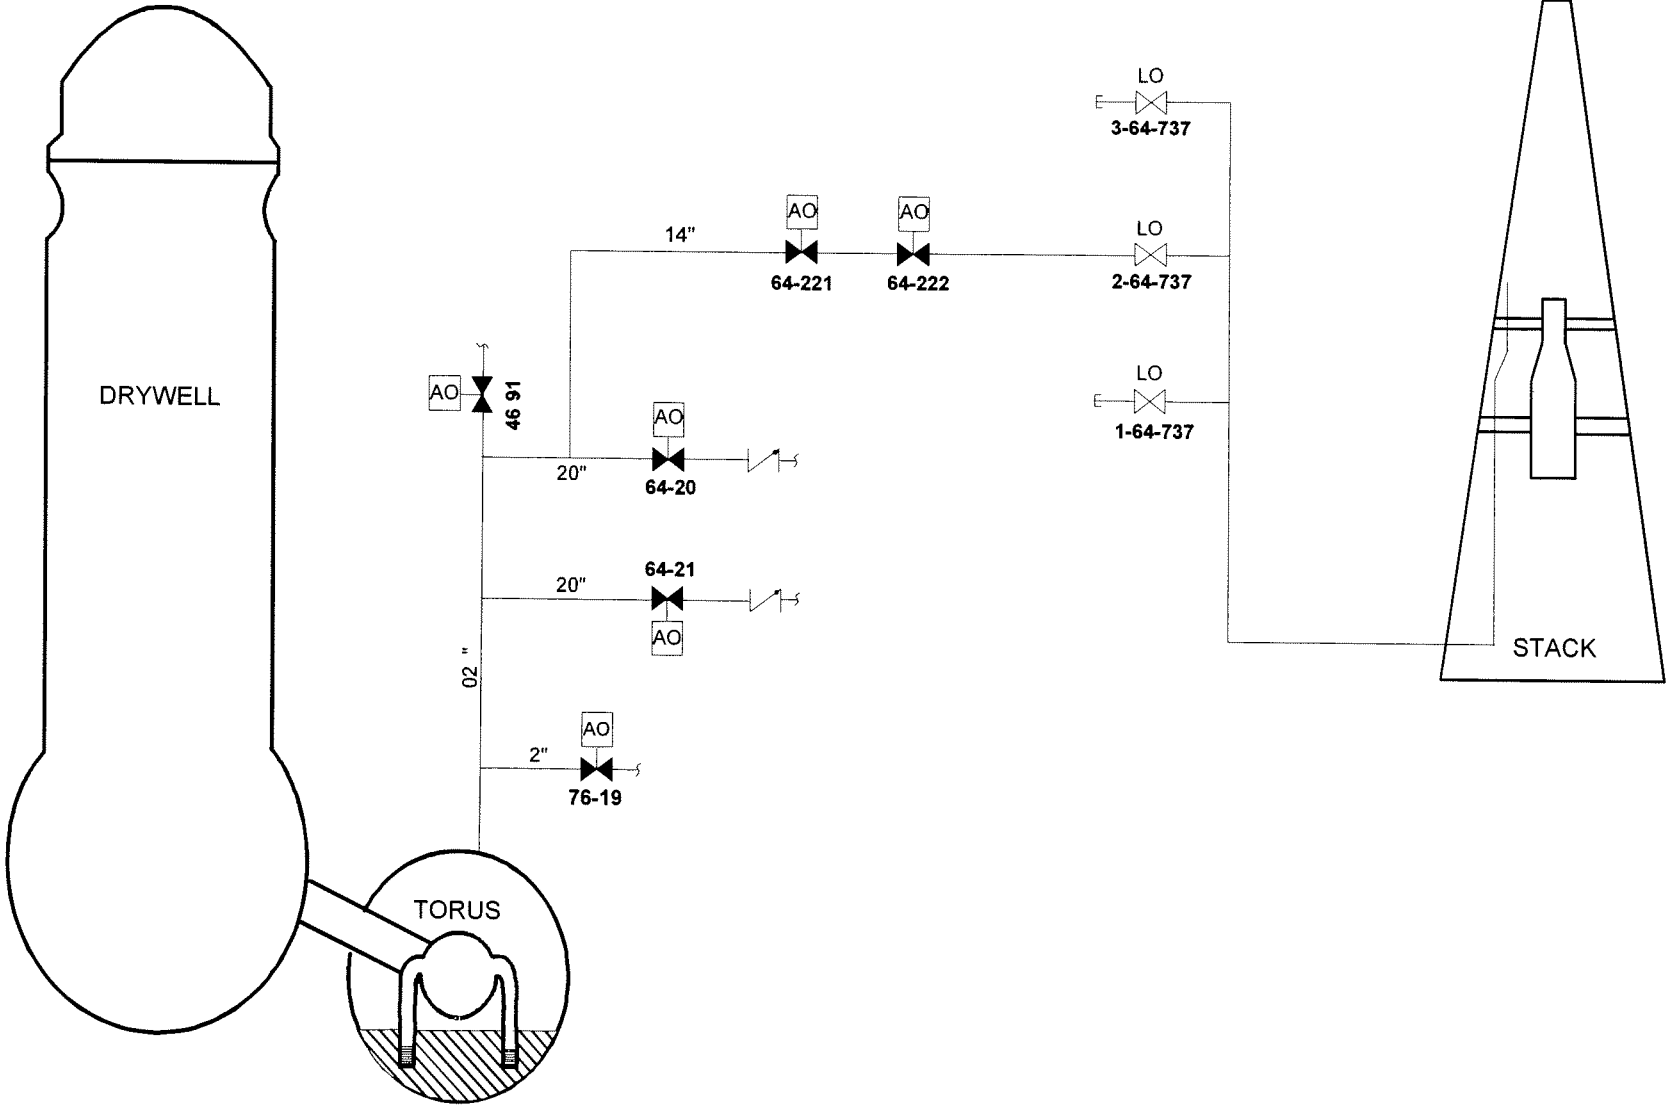 LO
3-64-737
AO
AO
LO
14"
64-221
64-222
2-64-737
DRYWELL
AO
46 91
LO
1-64-737
AO
20"
64-20
64-21
20"
AO
02 "
STACK
AO
2"
76-19
TORUS